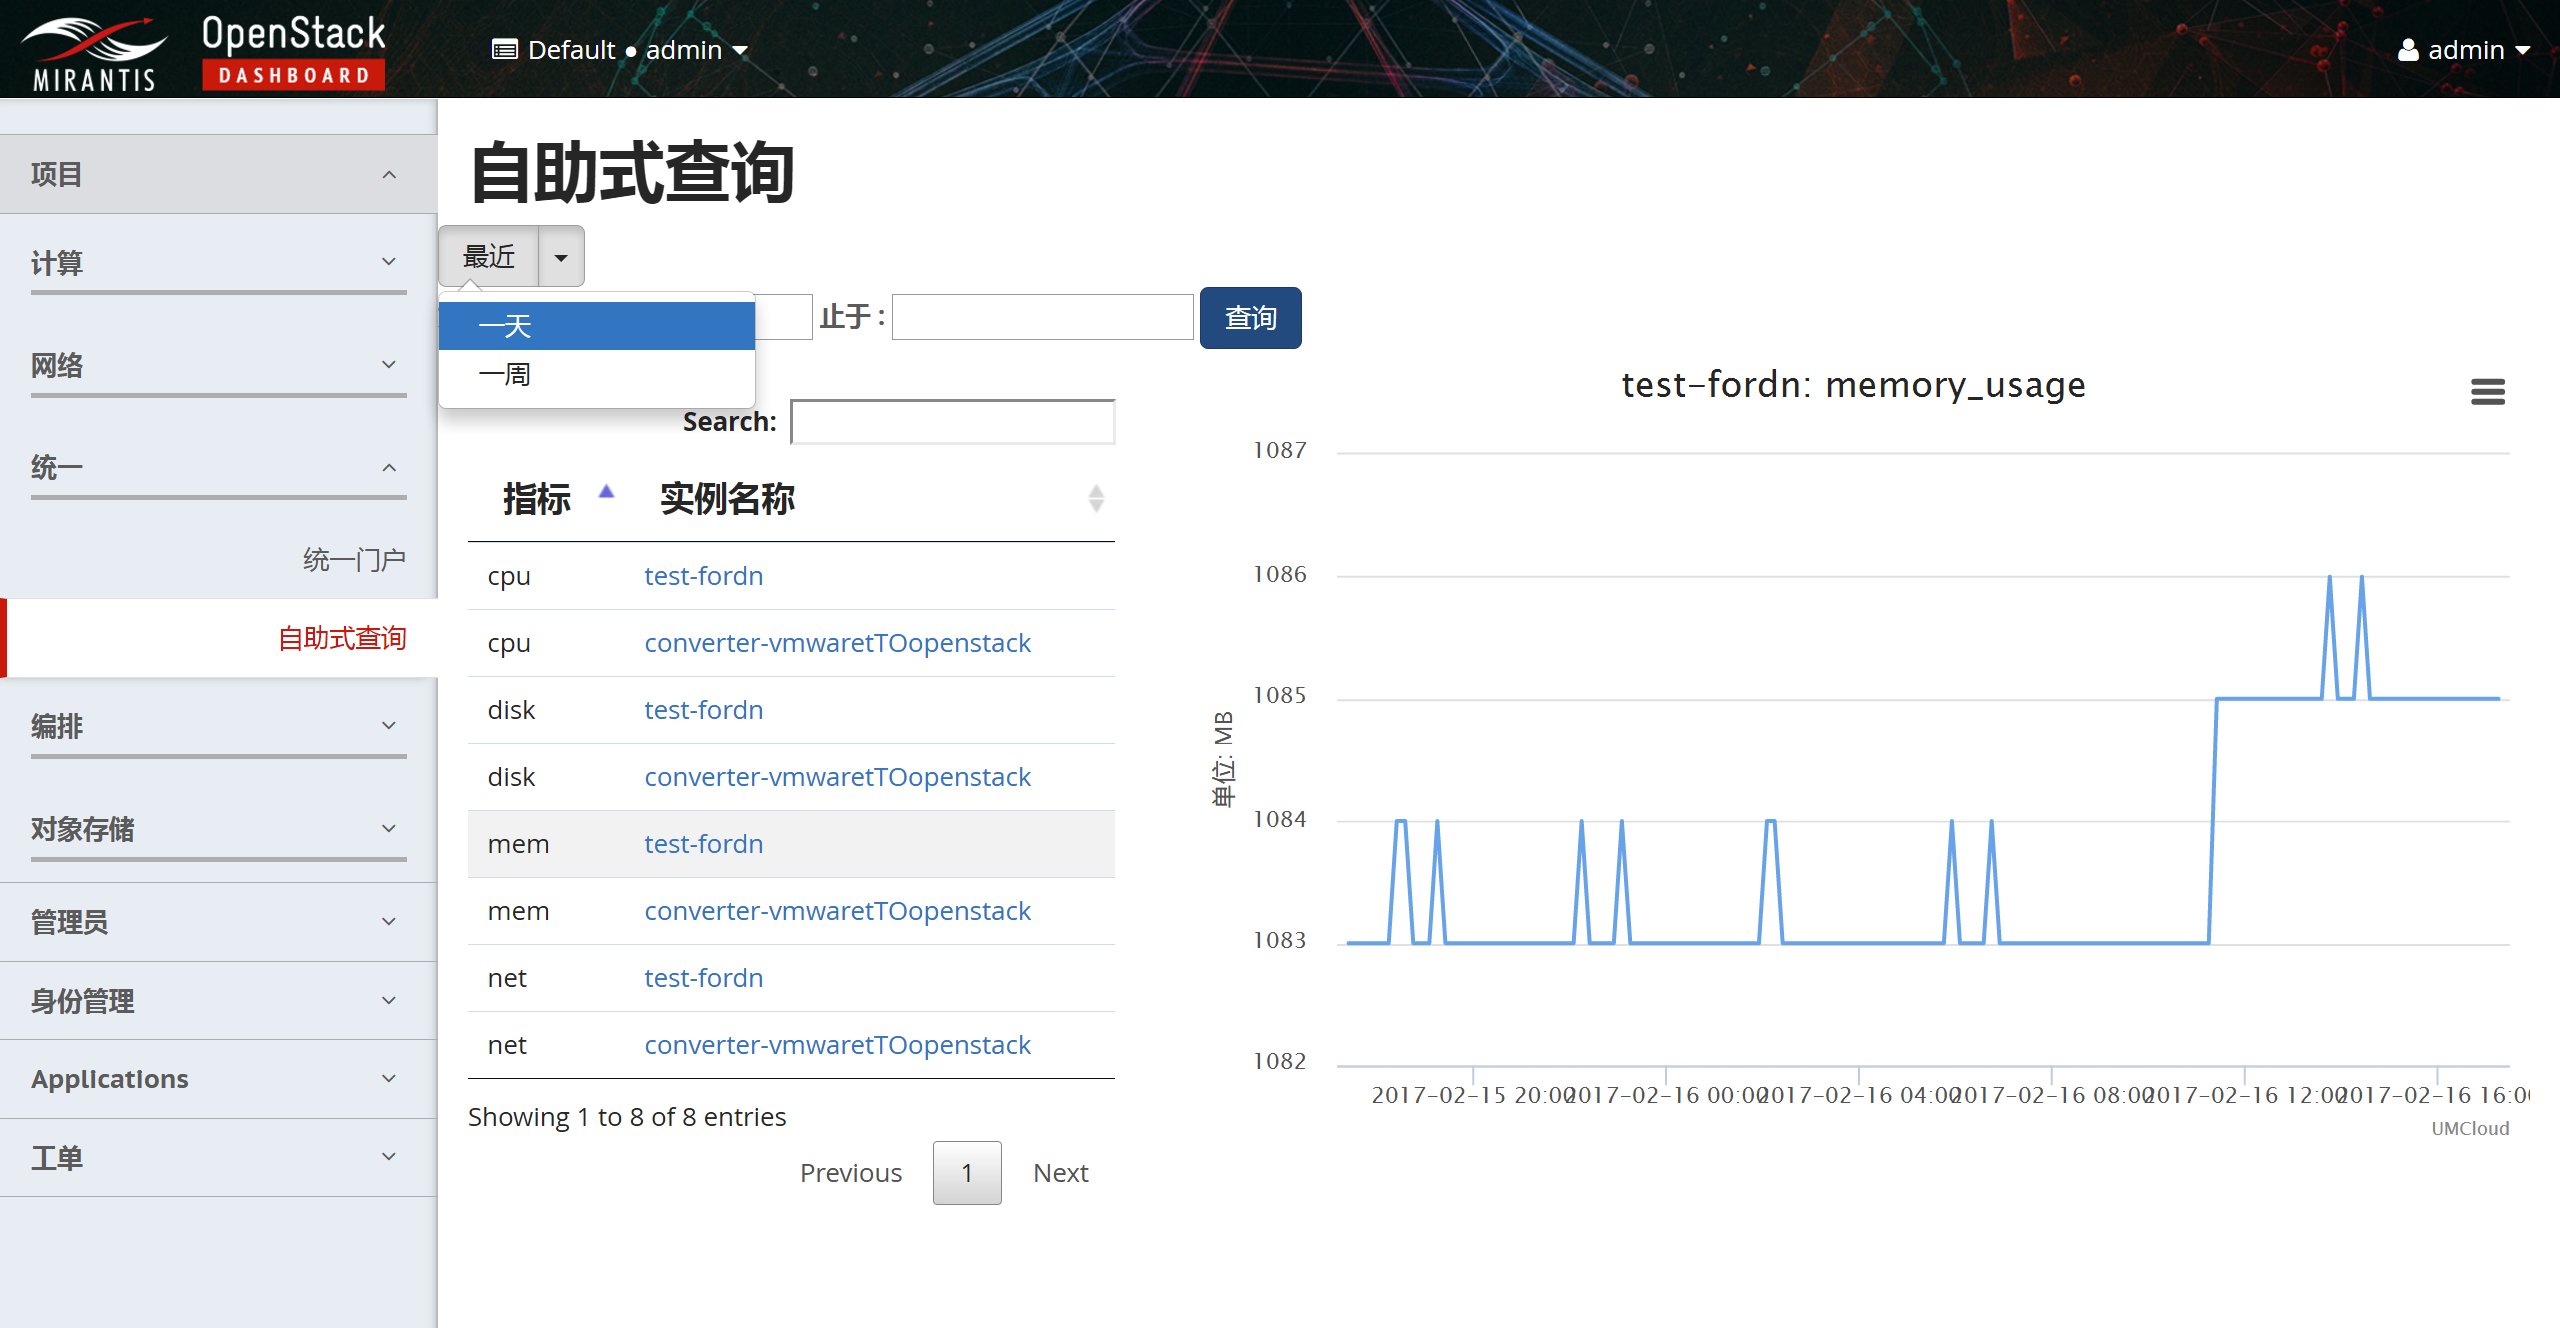 MIRANTIS
OpenStack
DASHBOARD
Default ● admin
admin
项目
计算
网络
统一
统一门户
自助式查询
编排
对象存储
管理员
身份管理
Applications
工单
自助式查询
最近
一天
一周
止于 :
查询
Search:
指标 实例名称
cpu test-fordn
cpu converter-vmwaretTOopenstack
disk test-fordn
disk converter-vmwaretTOopenstack
mem test-fordn
mem converter-vmwaretTOopenstack
net test-fordn
net converter-vmwaretTOopenstack
Showing 1 to 8 of 8 entries
Previous 1 Next
test-fordn: memory_usage
单位: MB
1087
1086
1085
1084
1083
1082
2017-02-15 20:00 2017-02-16 00:00 2017-02-16 04:00 2017-02-16 08:00 2017-02-16 12:00 2017-02-16 16:00
UMCloud